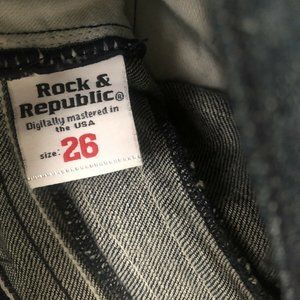 Rock &
Republic®
Digitally mastered in
the USA
size: 26